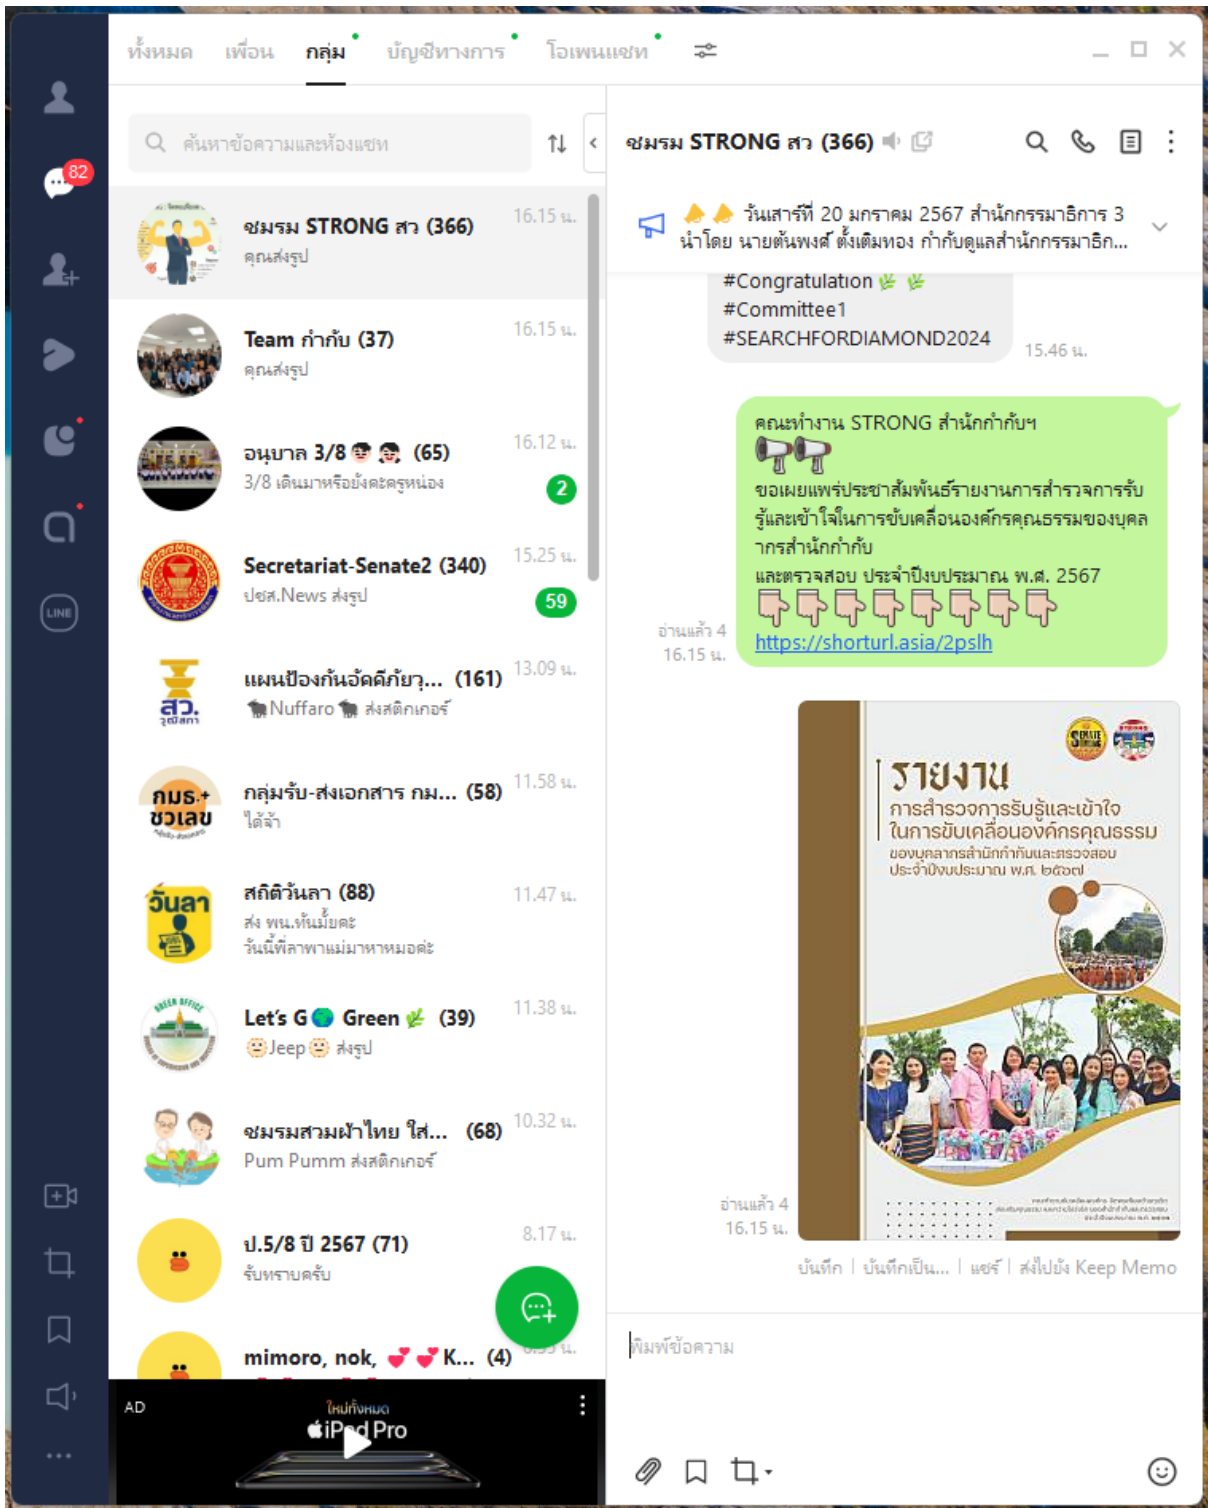 ทั้งหมด เพื่อน กลุ่ม บัญชีทางการ โอเพนแชท
82
ค้นหาข้อความและห้องแชท
ชมรม STRONG สว (366) 16.15 น.
คุณส่งรูป
Team กำกับ (37) 16.15 น.
คุณส่งรูป
อนุบาล 3/8 (65) 16.12 น.
3/8 เดินมาหรือยังคะครูหน่อง 2
Secretariat-Senate2 (340) 15.25 น.
ปชส.News ส่งรูป 59
แผนป้องกันอัคคีภัยวุ... (161) 13.09 น.
Nuffaro ส่งสติกเกอร์
สว.
วุฒิสภา
กลุ่มรับ-ส่งเอกสาร กม... (58) 11.58 น.
ได้จ้า
กมธ.+
ชวเลข
สถิติวันลา (88) 11.47 น.
ส่ง พน.ทันมั้ยคะ
วันนี้พี่ลาพาแม่มาหาหมอค่ะ
วันลา
Let's G Green (39) 11.38 น.
Jeep ส่งรูป
GREEN OFFICE
ชมรมสวมผ้าไทย ใส่... (68) 10.32 น.
Pum Pumm ส่งสติกเกอร์
ป.5/8 ปี 2567 (71) 8.17 น.
รับทราบครับ
mimoro, nok, K... (4)
LINE
AD
ใหม่ทั้งหมด
iPad Pro
ชมรม STRONG สว (366)
วันเสาร์ที่ 20 มกราคม 2567 สำนักกรรมาธิการ 3
นำโดย นายต้นพงศ์ ตั้งเติมทอง กำกับดูแลสำนักกรรมาธิก...
#Congratulation
#Committee1
#SEARCHFORDIAMOND2024
15.46 น.
คณะทำงาน STRONG สำนักกำกับฯ
ขอเผยแพร่ประชาสัมพันธ์รายงานการสำรวจการรับ
รู้และเข้าใจในการขับเคลื่อนองค์กรคุณธรรมของบุคล
ากรสำนักกำกับ
และตรวจสอบ ประจำปีงบประมาณ พ.ศ. 2567
https://shorturl.asia/2pslh
อ่านแล้ว 4
16.15 น.
SENATE
STRONG
รายงาน
การสำรวจการรับรู้และเข้าใจ
ในการขับเคลื่อนองค์กรคุณธรรม
ของบุคลากรสำนักกำกับและตรวจสอบ
ประจำปีงบประมาณ พ.ศ. ๒๕๖๗
อ่านแล้ว 4
16.15 น.
บันทึก | บันทึกเป็น... | แชร์ | ส่งไปยัง Keep Memo
พิมพ์ข้อความ